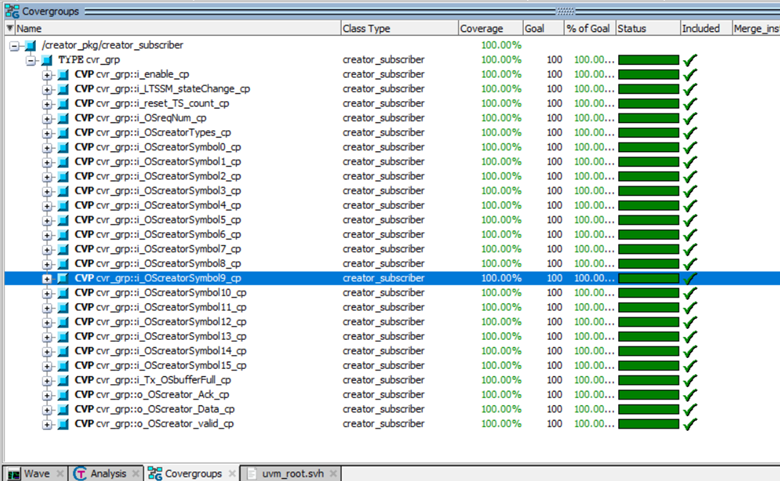 Covergroups
Name Class Type Coverage Goal % of Goal Status Included Merge_inst
/creator_pkg/creator_subscriber 100.00%
TYPE cvr_grp creator_subscriber 100.00% 100 100.00...
CVP cvr_grp::i_enable_cp creator_subscriber 100.00% 100 100.00...
CVP cvr_grp::i_LTSSM_stateChange_cp creator_subscriber 100.00% 100 100.00...
CVP cvr_grp::i_reset_TS_count_cp creator_subscriber 100.00% 100 100.00...
CVP cvr_grp::i_OSreqNum_cp creator_subscriber 100.00% 100 100.00...
CVP cvr_grp::i_OScreatorTypes_cp creator_subscriber 100.00% 100 100.00...
CVP cvr_grp::i_OScreatorSymbol0_cp creator_subscriber 100.00% 100 100.00...
CVP cvr_grp::i_OScreatorSymbol1_cp creator_subscriber 100.00% 100 100.00...
CVP cvr_grp::i_OScreatorSymbol2_cp creator_subscriber 100.00% 100 100.00...
CVP cvr_grp::i_OScreatorSymbol3_cp creator_subscriber 100.00% 100 100.00...
CVP cvr_grp::i_OScreatorSymbol4_cp creator_subscriber 100.00% 100 100.00...
CVP cvr_grp::i_OScreatorSymbol5_cp creator_subscriber 100.00% 100 100.00...
CVP cvr_grp::i_OScreatorSymbol6_cp creator_subscriber 100.00% 100 100.00...
CVP cvr_grp::i_OScreatorSymbol7_cp creator_subscriber 100.00% 100 100.00...
CVP cvr_grp::i_OScreatorSymbol8_cp creator_subscriber 100.00% 100 100.00...
CVP cvr_grp::i_OScreatorSymbol9_cp creator_subscriber 100.00% 100 100.00...
CVP cvr_grp::i_OScreatorSymbol10_cp creator_subscriber 100.00% 100 100.00...
CVP cvr_grp::i_OScreatorSymbol11_cp creator_subscriber 100.00% 100 100.00...
CVP cvr_grp::i_OScreatorSymbol12_cp creator_subscriber 100.00% 100 100.00...
CVP cvr_grp::i_OScreatorSymbol13_cp creator_subscriber 100.00% 100 100.00...
CVP cvr_grp::i_OScreatorSymbol14_cp creator_subscriber 100.00% 100 100.00...
CVP cvr_grp::i_OScreatorSymbol15_cp creator_subscriber 100.00% 100 100.00...
CVP cvr_grp::i_Tx_OSbufferFull_cp creator_subscriber 100.00% 100 100.00...
CVP cvr_grp::o_OScreator_Ack_cp creator_subscriber 100.00% 100 100.00...
CVP cvr_grp::o_OScreator_Data_cp creator_subscriber 100.00% 100 100.00...
CVP cvr_grp::o_OScreator_valid_cp creator_subscriber 100.00% 100 100.00...
Wave Analysis Covergroups uvm_root.svh